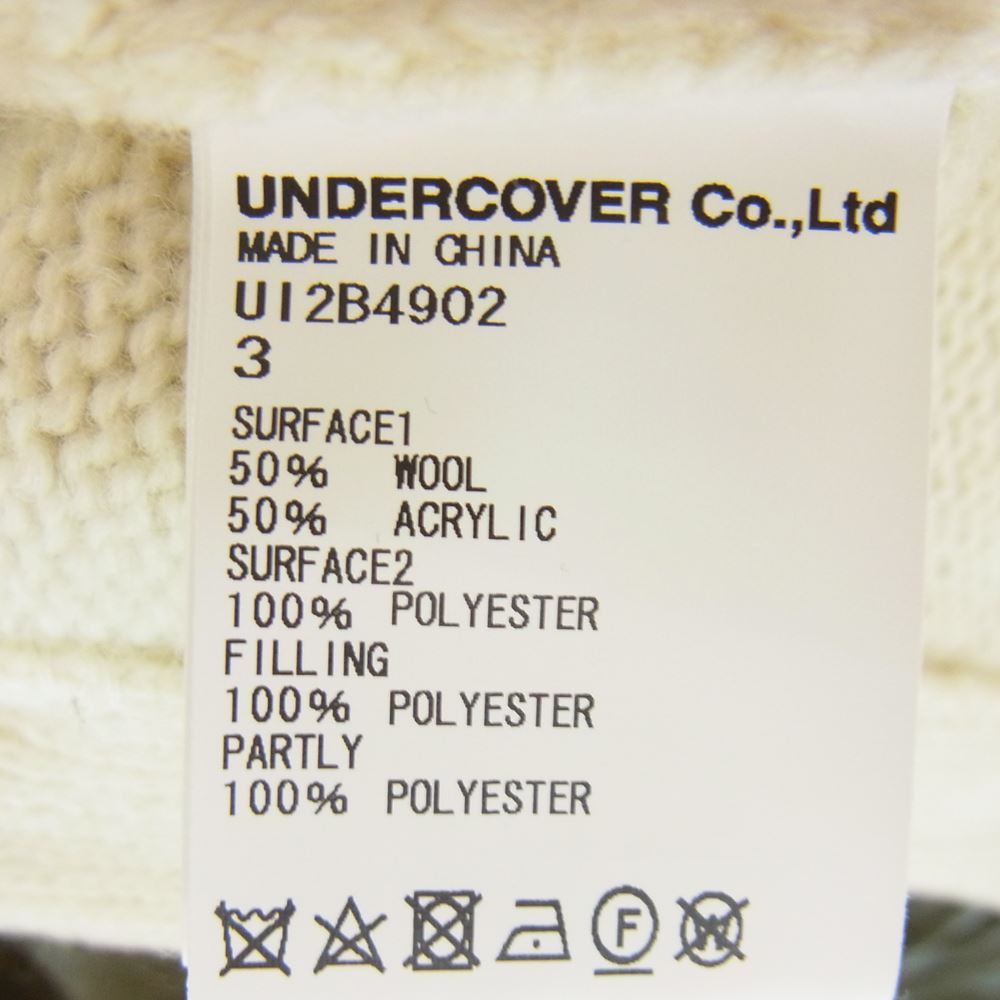 UNDERCOVER Co.,Ltd
MADE IN CHINA
UI2B4902
3
SURFACE1
50% WOOL
50% ACRYLIC
SURFACE2
100% POLYESTER
FILLING
100% POLYESTER
PARTLY
100% POLYESTER
F W